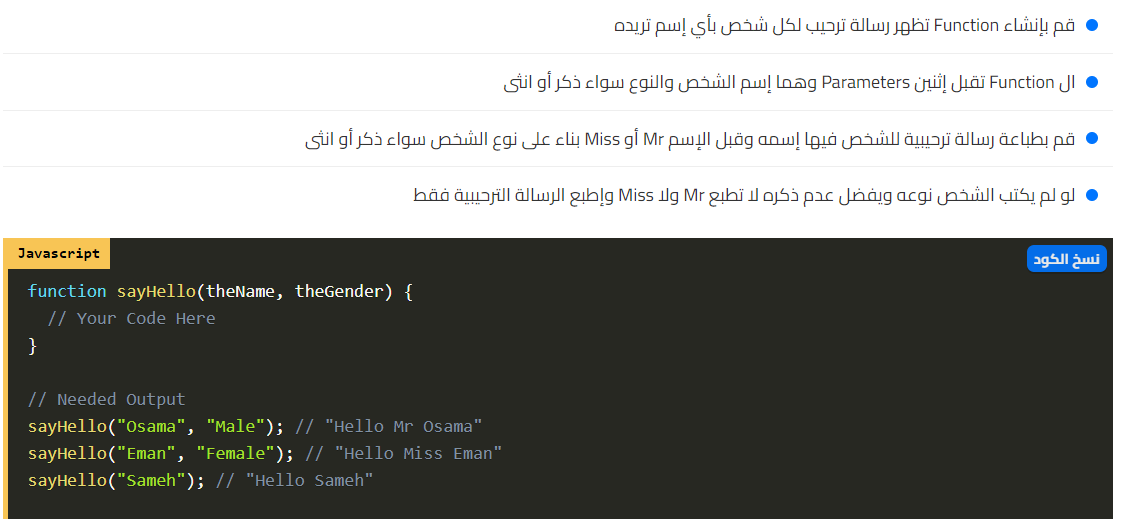 قم بإنشاء Function تظهر رسالة ترحيب لكل شخص بأي إسم تريده
ال Function تقبل إثنين Parameters وهما إسم الشخص والنوع سواء ذكر أو انثى
قم بطباعة رسالة ترحيبية للشخص فيها إسمه وقبل الإسم Mr أو Miss بناء على نوع الشخص سواء ذكر أو انثى
لو لم يكتب الشخص نوعه ويفضل عدم ذكره لا تطبع Mr ولا Miss وإطبع الرسالة الترحيبية فقط
Javascript
نسخ الكود
function sayHello(theName, theGender) {
  // Your Code Here
}
// Needed Output
sayHello("Osama", "Male"); // "Hello Mr Osama"
sayHello("Eman", "Female"); // "Hello Miss Eman"
sayHello("Sameh"); // "Hello Sameh"